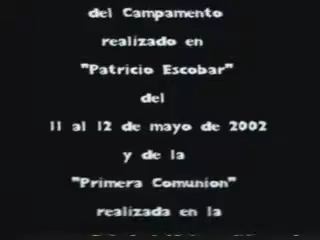 del Campamento
realizado en
"Patricio Escobar"
del
11 al 12 de mayo de 2002
y de la
"Primera Comunion"
realizada en la